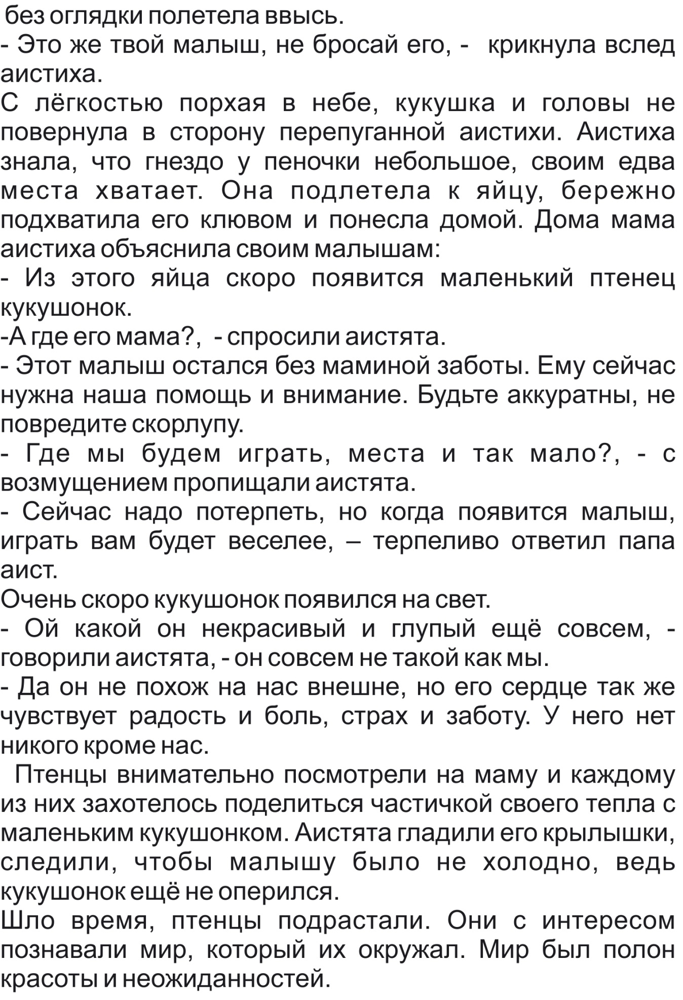 без оглядки полетела ввысь.
- Это же твой малыш, не бросай его, - крикнула вслед
аистиха.
С лёгкостью порхая в небе, кукушка и головы не
повернула в сторону перепуганной аистихи. Аистиха
знала, что гнездо у пеночки небольшое, своим едва
места хватает. Она подлетела к яйцу, бережно
подхватила его клювом и понесла домой. Дома мама
аистиха объяснила своим малышам:
- Из этого яйца скоро появится маленький птенец
кукушонок.
-А где его мама?, - спросили аистята.
- Этот малыш остался без маминой заботы. Ему сейчас
нужна наша помощь и внимание. Будьте аккуратны, не
повредите скорлупу.
- Где мы будем играть, места и так мало?, - с
возмущением пропищали аистята.
- Сейчас надо потерпеть, но когда появится малыш,
играть вам будет веселее, – терпеливо ответил папа
аист.
Очень скоро кукушонок появился на свет.
- Ой какой он некрасивый и глупый ещё совсем, -
говорили аистята, - он совсем не такой как мы.
- Да он не похож на нас внешне, но его сердце так же
чувствует радость и боль, страх и заботу. У него нет
никого кроме нас.
Птенцы внимательно посмотрели на маму и каждому
из них захотелось поделиться частичкой своего тепла с
маленьким кукушонком. Аистята гладили его крылышки,
следили, чтобы малышу было не холодно, ведь
кукушонок ещё не оперился.
Шло время, птенцы подрастали. Они с интересом
познавали мир, который их окружал. Мир был полон
красоты и неожиданностей.